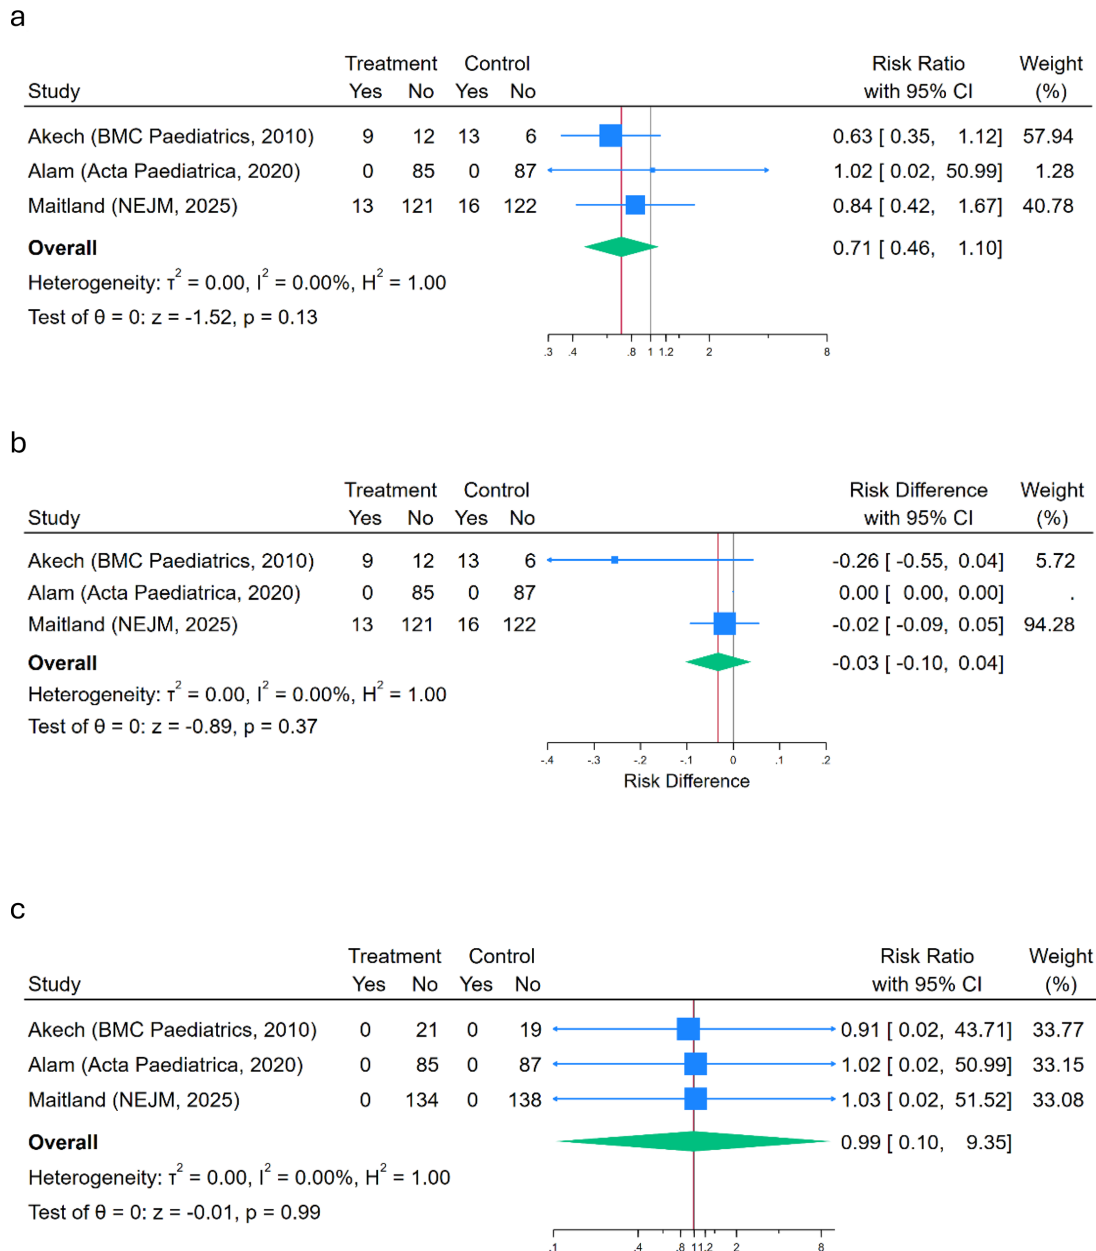 a
Treatment Control Risk Ratio Weight
Study Yes No Yes No with 95% CI (%)
Akech (BMC Paediatrics, 2010) 9 12 13 6 0.63 [ 0.35, 1.12] 57.94
Alam (Acta Paediatrica, 2020) 0 85 0 87 1.02 [ 0.02, 50.99] 1.28
Maitland (NEJM, 2025) 13 121 16 122 0.84 [ 0.42, 1.67] 40.78
Overall 0.71 [ 0.46, 1.10]
Heterogeneity: τ² = 0.00, I² = 0.00%, H² = 1.00
Test of θ = 0: z = -1.52, p = 0.13
.3 .4 .8 1 1.2 2 8
b
Treatment Control Risk Difference Weight
Study Yes No Yes No with 95% CI (%)
Akech (BMC Paediatrics, 2010) 9 12 13 6 -0.26 [ -0.55, 0.04] 5.72
Alam (Acta Paediatrica, 2020) 0 85 0 87 0.00 [ 0.00, 0.00] .
Maitland (NEJM, 2025) 13 121 16 122 -0.02 [ -0.09, 0.05] 94.28
Overall -0.03 [ -0.10, 0.04]
Heterogeneity: τ² = 0.00, I² = 0.00%, H² = 1.00
Test of θ = 0: z = -0.89, p = 0.37
-.4 -.3 -.2 -.1 0 .1 .2
Risk Difference
c
Treatment Control Risk Ratio Weight
Study Yes No Yes No with 95% CI (%)
Akech (BMC Paediatrics, 2010) 0 21 0 19 0.91 [ 0.02, 43.71] 33.77
Alam (Acta Paediatrica, 2020) 0 85 0 87 1.02 [ 0.02, 50.99] 33.15
Maitland (NEJM, 2025) 0 134 0 138 1.03 [ 0.02, 51.52] 33.08
Overall 0.99 [ 0.10, 9.35]
Heterogeneity: τ² = 0.00, I² = 0.00%, H² = 1.00
Test of θ = 0: z = -0.01, p = 0.99
.1 .4 .8 1 1.2 2 8